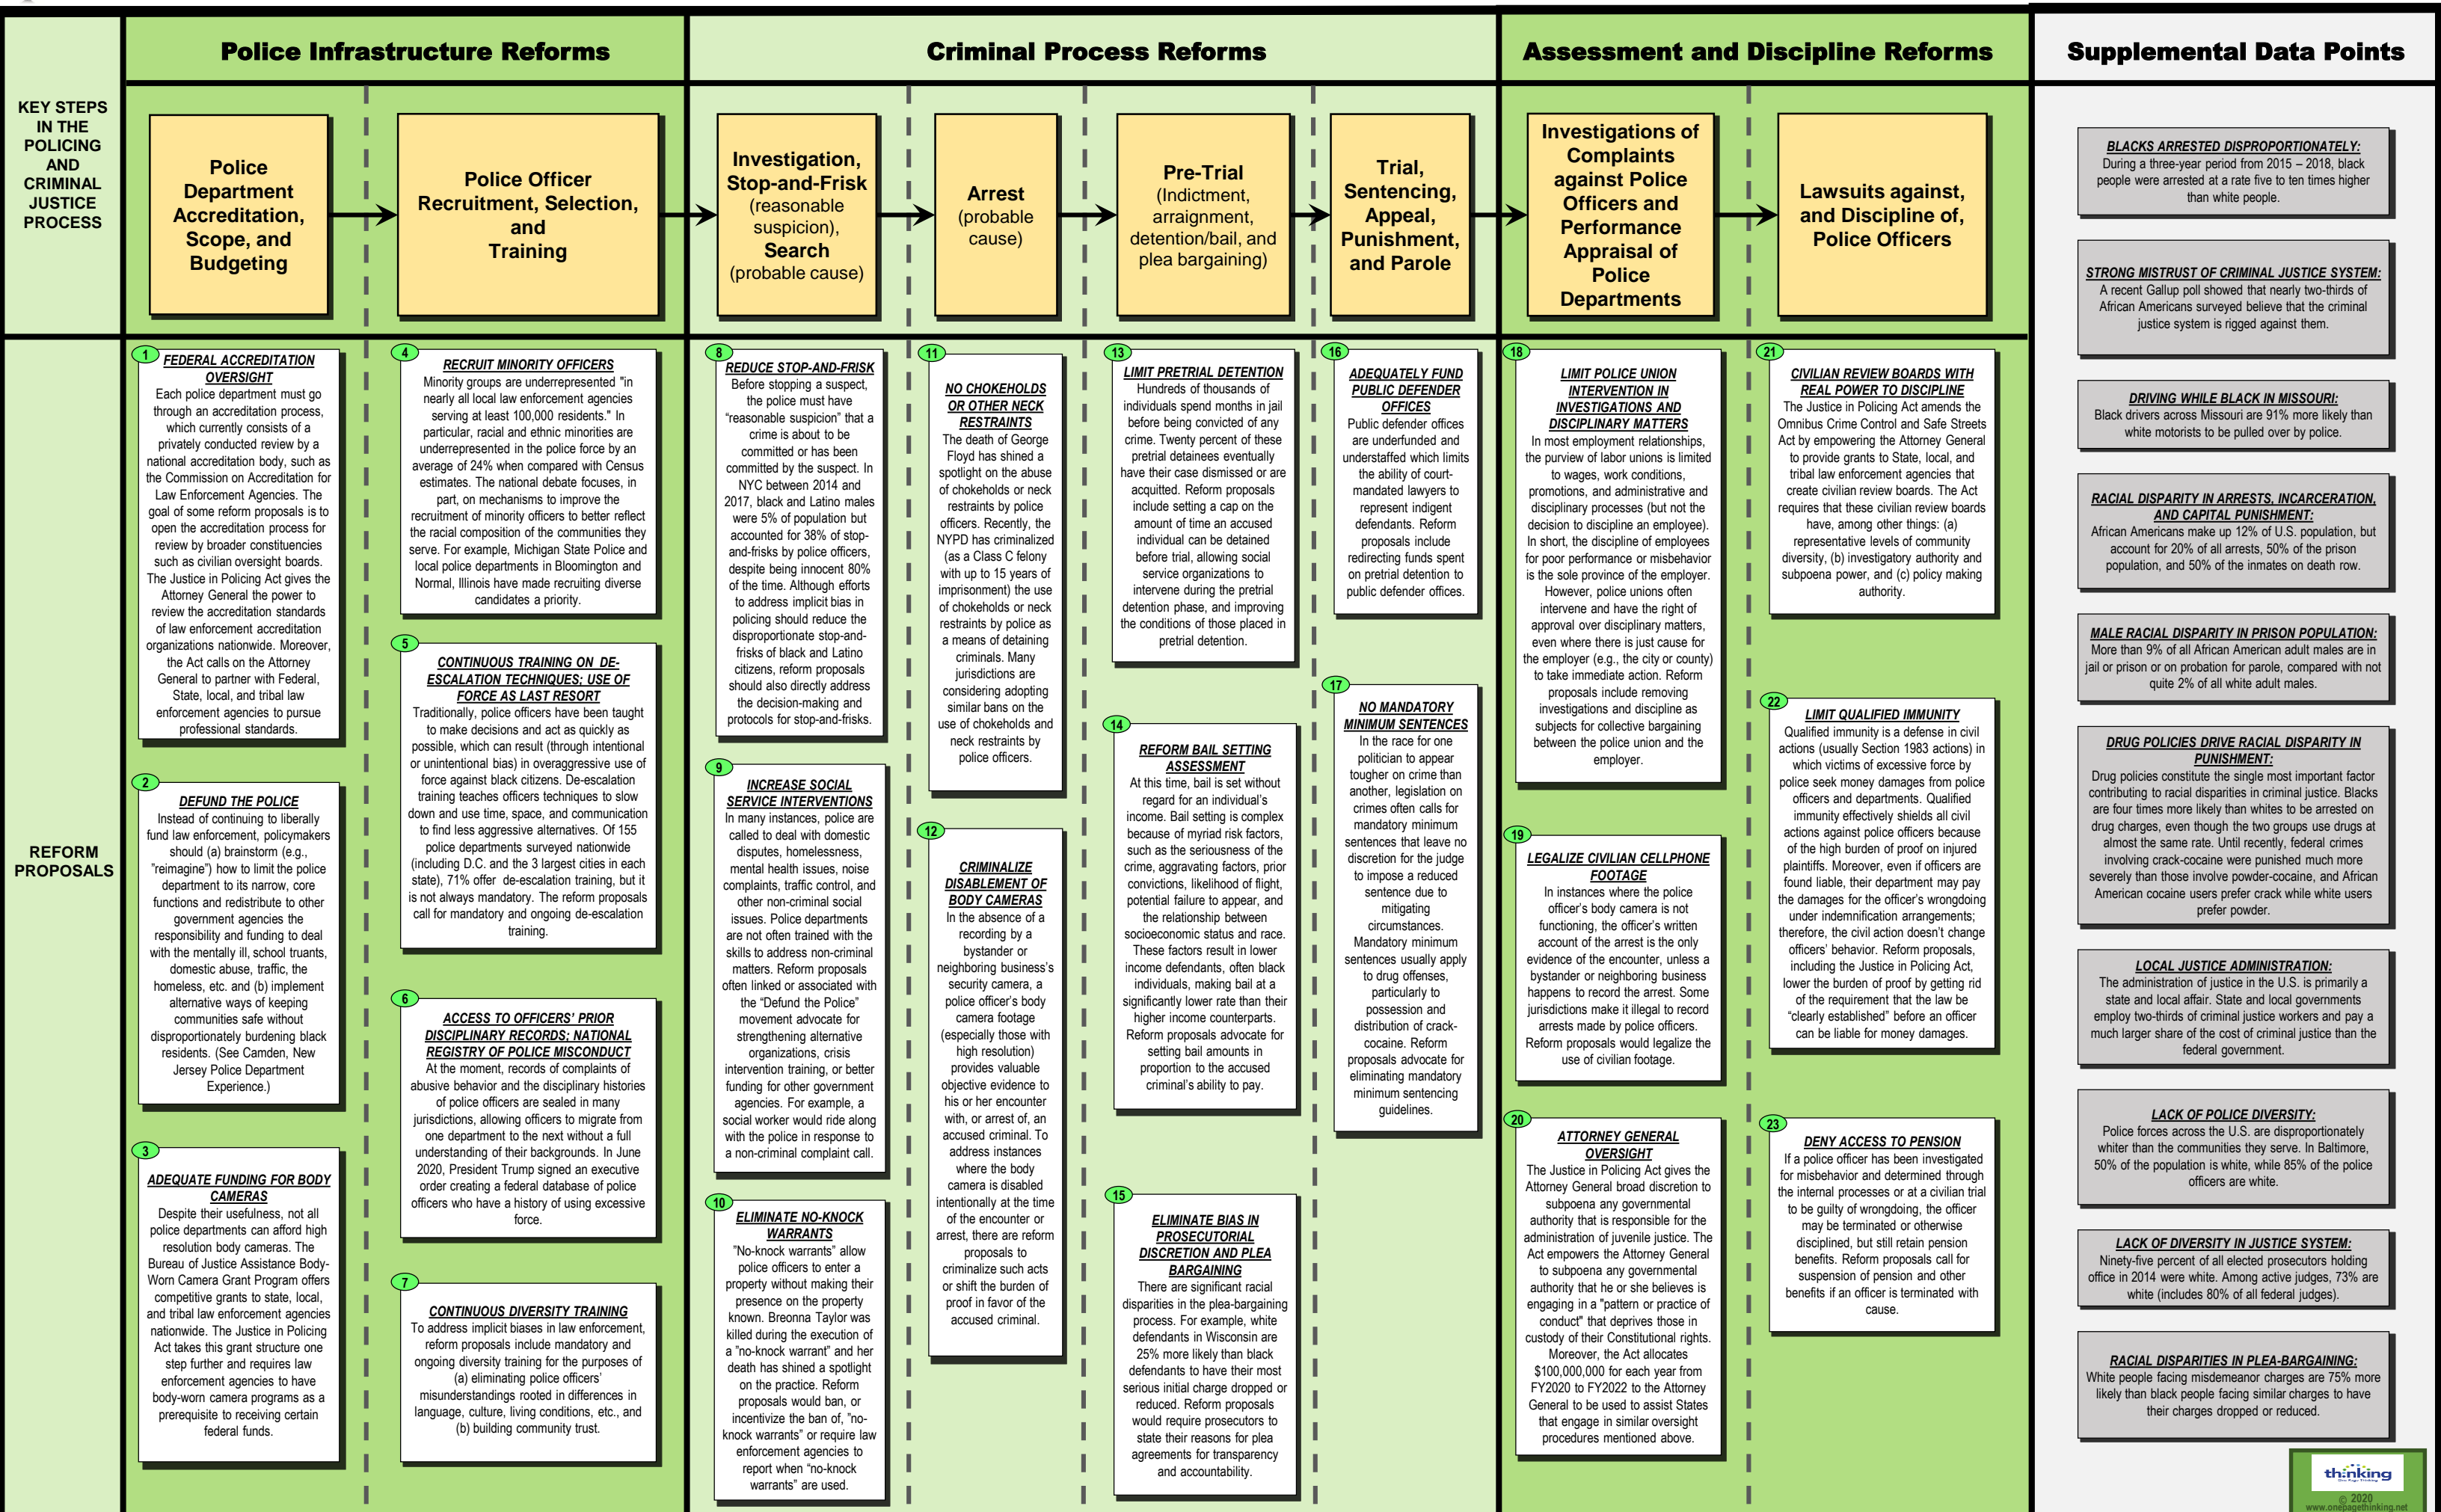 Police Infrastructure Reforms
Criminal Process Reforms
Assessment and Discipline Reforms
Supplemental Data Points
KEY STEPS
IN THE
POLICING
AND
CRIMINAL
JUSTICE
PROCESS
Police
Department
Accreditation,
Scope, and
Budgeting
Police Officer
Recruitment, Selection,
and
Training
Investigation,
Stop-and-Frisk
(reasonable
suspicion),
Search
(probable cause)
Arrest
(probable
cause)
Pre-Trial
(Indictment,
arraignment,
detention/bail, and
plea bargaining)
Trial,
Sentencing,
Appeal,
Punishment,
and Parole
Investigations of
Complaints
against Police
Officers and
Performance
Appraisal of
Police
Departments
Lawsuits against,
and Discipline of,
Police Officers
REFORM
PROPOSALS
1
FEDERAL ACCREDITATION
OVERSIGHT
Each police department must go
through an accreditation process,
which currently consists of a
privately conducted review by a
national accreditation body, such as
the Commission on Accreditation for
Law Enforcement Agencies. The
goal of some reform proposals is to
open the accreditation process for
review by broader constituencies
such as civilian oversight boards.
The Justice in Policing Act gives the
Attorney General the power to
review the accreditation standards
of law enforcement accreditation
organizations nationwide. Moreover,
the Act calls on the Attorney
General to partner with Federal,
State, local, and tribal law
enforcement agencies to pursue
professional standards.
2
DEFUND THE POLICE
Instead of continuing to liberally
fund law enforcement, policymakers
should (a) brainstorm (e.g.,
"reimagine") how to limit the police
department to its narrow, core
functions and redistribute to other
government agencies the
responsibility and funding to deal
with the mentally ill, school truants,
domestic abuse, traffic, the
homeless, etc. and (b) implement
alternative ways of keeping
communities safe without
disproportionately burdening black
residents. (See Camden, New
Jersey Police Department
Experience.)
3
ADEQUATE FUNDING FOR BODY
CAMERAS
Despite their usefulness, not all
police departments can afford high
resolution body cameras. The
Bureau of Justice Assistance Body-
Worn Camera Grant Program offers
competitive grants to state, local,
and tribal law enforcement agencies
nationwide. The Justice in Policing
Act takes this grant structure one
step further and requires law
enforcement agencies to have
body-worn camera programs as a
prerequisite to receiving certain
federal funds.
4
RECRUIT MINORITY OFFICERS
Minority groups are underrepresented "in
nearly all local law enforcement agencies
serving at least 100,000 residents." In
particular, racial and ethnic minorities are
underrepresented in the police force by an
average of 24% when compared with Census
estimates. The national debate focuses, in
part, on mechanisms to improve the
recruitment of minority officers to better reflect
the racial composition of the communities they
serve. For example, Michigan State Police and
local police departments in Bloomington and
Normal, Illinois have made recruiting diverse
candidates a priority.
5
CONTINUOUS TRAINING ON DE-
ESCALATION TECHNIQUES; USE OF
FORCE AS LAST RESORT
Traditionally, police officers have been taught
to make decisions and act as quickly as
possible, which can result (through intentional
or unintentional bias) in overaggressive use of
force against black citizens. De-escalation
training teaches officers techniques to slow
down and use time, space, and communication
to find less aggressive alternatives. Of 155
police departments surveyed nationwide
(including D.C. and the 3 largest cities in each
state), 71% offer de-escalation training, but it
is not always mandatory. The reform proposals
call for mandatory and ongoing de-escalation
training.
6
ACCESS TO OFFICERS' PRIOR
DISCIPLINARY RECORDS; NATIONAL
REGISTRY OF POLICE MISCONDUCT
At the moment, records of complaints of
abusive behavior and the disciplinary histories
of police officers are sealed in many
jurisdictions, allowing officers to migrate from
one department to the next without a full
understanding of their backgrounds. In June
2020, President Trump signed an executive
order creating a federal database of police
officers who have a history of using excessive
force.
7
CONTINUOUS DIVERSITY TRAINING
To address implicit biases in law enforcement,
reform proposals include mandatory and
ongoing diversity training for the purposes of
(a) eliminating police officers'
misunderstandings rooted in differences in
language, culture, living conditions, etc., and
(b) building community trust.
8
REDUCE STOP-AND-FRISK
Before stopping a suspect,
the police must have
"reasonable suspicion" that a
crime is about to be
committed or has been
committed by the suspect. In
NYC between 2014 and
2017, black and Latino males
were 5% of population but
accounted for 38% of stop-
and-frisks by police officers,
despite being innocent 80%
of the time. Although efforts
to address implicit bias in
policing should reduce the
disproportionate stop-and-
frisks of black and Latino
citizens, reform proposals
should also directly address
the decision-making and
protocols for stop-and-frisks.
9
INCREASE SOCIAL
SERVICE INTERVENTIONS
In many instances, police are
called to deal with domestic
disputes, homelessness,
mental health issues, noise
complaints, traffic control, and
other non-criminal social
issues. Police departments
are not often trained with the
skills to address non-criminal
matters. Reform proposals
often linked or associated with
the "Defund the Police"
movement advocate for
strengthening alternative
organizations, crisis
intervention training, or better
funding for other government
agencies. For example, a
social worker would ride along
with the police in response to
a non-criminal complaint call.
10
ELIMINATE NO-KNOCK
WARRANTS
"No-knock warrants" allow
police officers to enter a
property without making their
presence on the property
known. Breonna Taylor was
killed during the execution of
a "no-knock warrant" and her
death has shined a spotlight
on the practice. Reform
proposals would ban, or
incentivize the ban of, "no-
knock warrants" or require law
enforcement agencies to
report when "no-knock
warrants" are used.
11
NO CHOKEHOLDS
OR OTHER NECK
RESTRAINTS
The death of George
Floyd has shined a
spotlight on the abuse
of chokeholds or neck
restraints by police
officers. Recently, the
NYPD has criminalized
(as a Class C felony
with up to 15 years of
imprisonment) the use
of chokeholds or neck
restraints by police as
a means of detaining
criminals. Many
jurisdictions are
considering adopting
similar bans on the
use of chokeholds and
neck restraints by
police officers.
12
CRIMINALIZE
DISABLEMENT OF
BODY CAMERAS
In the absence of a
recording by a
bystander or
neighboring business's
security camera, a
police officer's body
camera footage
(especially those with
high resolution)
provides valuable
objective evidence to
his or her encounter
with, or arrest of, an
accused criminal. To
address instances
where the body
camera is disabled
intentionally at the time
of the encounter or
arrest, there are reform
proposals to
criminalize such acts
or shift the burden of
proof in favor of the
accused criminal.
13
LIMIT PRETRIAL DETENTION
Hundreds of thousands of
individuals spend months in jail
before being convicted of any
crime. Twenty percent of these
pretrial detainees eventually
have their case dismissed or are
acquitted. Reform proposals
include setting a cap on the
amount of time an accused
individual can be detained
before trial, allowing social
service organizations to
intervene during the pretrial
detention phase, and improving
the conditions of those placed in
pretrial detention.
14
REFORM BAIL SETTING
ASSESSMENT
At this time, bail is set without
regard for an individual's
income. Bail setting is complex
because of myriad risk factors,
such as the seriousness of the
crime, aggravating factors, prior
convictions, likelihood of flight,
potential failure to appear, and
the relationship between
socioeconomic status and race.
These factors result in lower
income defendants, often black
individuals, making bail at a
significantly lower rate than their
higher income counterparts.
Reform proposals advocate for
setting bail amounts in
proportion to the accused
criminal's ability to pay.
15
ELIMINATE BIAS IN
PROSECUTORIAL
DISCRETION AND PLEA
BARGAINING
There are significant racial
disparities in the plea-bargaining
process. For example, white
defendants in Wisconsin are
25% more likely than black
defendants to have their most
serious initial charge dropped or
reduced. Reform proposals
would require prosecutors to
state their reasons for plea
agreements for transparency
and accountability.
16
ADEQUATELY FUND
PUBLIC DEFENDER
OFFICES
Public defender offices
are underfunded and
understaffed which limits
the ability of court-
mandated lawyers to
represent indigent
defendants. Reform
proposals include
redirecting funds spent
on pretrial detention to
public defender offices.
17
NO MANDATORY
MINIMUM SENTENCES
In the race for one
politician to appear
tougher on crime than
another, legislation on
crimes often calls for
mandatory minimum
sentences that leave no
discretion for the judge
to impose a reduced
sentence due to
mitigating
circumstances.
Mandatory minimum
sentences usually apply
to drug offenses,
particularly to
possession and
distribution of crack-
cocaine. Reform
proposals advocate for
eliminating mandatory
minimum sentencing
guidelines.
18
LIMIT POLICE UNION
INTERVENTION IN
INVESTIGATIONS AND
DISCIPLINARY MATTERS
In most employment relationships,
the purview of labor unions is limited
to wages, work conditions,
promotions, and administrative and
disciplinary processes (but not the
decision to discipline an employee).
In short, the discipline of employees
for poor performance or misbehavior
is the sole province of the employer.
However, police unions often
intervene and have the right of
approval over disciplinary matters,
even where there is just cause for
the employer (e.g., the city or county)
to take immediate action. Reform
proposals include removing
investigations and discipline as
subjects for collective bargaining
between the police union and the
employer.
19
LEGALIZE CIVILIAN CELLPHONE
FOOTAGE
In instances where the police
officer's body camera is not
functioning, the officer's written
account of the arrest is the only
evidence of the encounter, unless a
bystander or neighboring business
happens to record the arrest. Some
jurisdictions make it illegal to record
arrests made by police officers.
Reform proposals would legalize the
use of civilian footage.
20
ATTORNEY GENERAL
OVERSIGHT
The Justice in Policing Act gives the
Attorney General broad discretion to
subpoena any governmental
authority that is responsible for the
administration of juvenile justice. The
Act empowers the Attorney General
to subpoena any governmental
authority that he or she believes is
engaging in a "pattern or practice of
conduct" that deprives those in
custody of their Constitutional rights.
Moreover, the Act allocates
$100,000,000 for each year from
FY2020 to FY2022 to the Attorney
General to be used to assist States
that engage in similar oversight
procedures mentioned above.
21
CIVILIAN REVIEW BOARDS WITH
REAL POWER TO DISCIPLINE
The Justice in Policing Act amends the
Omnibus Crime Control and Safe Streets
Act by empowering the Attorney General
to provide grants to State, local, and
tribal law enforcement agencies that
create civilian review boards. The Act
requires that these civilian review boards
have, among other things: (a)
representative levels of community
diversity, (b) investigatory authority and
subpoena power, and (c) policy making
authority.
22
LIMIT QUALIFIED IMMUNITY
Qualified immunity is a defense in civil
actions (usually Section 1983 actions) in
which victims of excessive force by
police seek money damages from police
officers and departments. Qualified
immunity effectively shields all civil
actions against police officers because
of the high burden of proof on injured
plaintiffs. Moreover, even if officers are
found liable, their department may pay
the damages for the officer's wrongdoing
under indemnification arrangements;
therefore, the civil action doesn't change
officers' behavior. Reform proposals,
including the Justice in Policing Act,
lower the burden of proof by getting rid
of the requirement that the law be
"clearly established" before an officer
can be liable for money damages.
23
DENY ACCESS TO PENSION
If a police officer has been investigated
for misbehavior and determined through
the internal processes or at a civilian trial
to be guilty of wrongdoing, the officer
may be terminated or otherwise
disciplined, but still retain pension
benefits. Reform proposals call for
suspension of pension and other
benefits if an officer is terminated with
cause.
BLACKS ARRESTED DISPROPORTIONATELY:
During a three-year period from 2015 – 2018, black
people were arrested at a rate five to ten times higher
than white people.
STRONG MISTRUST OF CRIMINAL JUSTICE SYSTEM:
A recent Gallup poll showed that nearly two-thirds of
African Americans surveyed believe that the criminal
justice system is rigged against them.
DRIVING WHILE BLACK IN MISSOURI:
Black drivers across Missouri are 91% more likely than
white motorists to be pulled over by police.
RACIAL DISPARITY IN ARRESTS, INCARCERATION,
AND CAPITAL PUNISHMENT:
African Americans make up 12% of U.S. population, but
account for 20% of all arrests, 50% of the prison
population, and 50% of the inmates on death row.
MALE RACIAL DISPARITY IN PRISON POPULATION:
More than 9% of all African American adult males are in
jail or prison or on probation for parole, compared with not
quite 2% of all white adult males.
DRUG POLICIES DRIVE RACIAL DISPARITY IN
PUNISHMENT:
Drug policies constitute the single most important factor
contributing to racial disparities in criminal justice. Blacks
are four times more likely than whites to be arrested on
drug charges, even though the two groups use drugs at
almost the same rate. Until recently, federal crimes
involving crack-cocaine were punished much more
severely than those involve powder-cocaine, and African
American cocaine users prefer crack while white users
prefer powder.
LOCAL JUSTICE ADMINISTRATION:
The administration of justice in the U.S. is primarily a
state and local affair. State and local governments
employ two-thirds of criminal justice workers and pay a
much larger share of the cost of criminal justice than the
federal government.
LACK OF POLICE DIVERSITY:
Police forces across the U.S. are disproportionately
whiter than the communities they serve. In Baltimore,
50% of the population is white, while 85% of the police
officers are white.
LACK OF DIVERSITY IN JUSTICE SYSTEM:
Ninety-five percent of all elected prosecutors holding
office in 2014 were white. Among active judges, 73% are
white (includes 80% of all federal judges).
RACIAL DISPARITIES IN PLEA-BARGAINING:
White people facing misdemeanor charges are 75% more
likely than black people facing similar charges to have
their charges dropped or reduced.
thinking
One Page Thinking
© 2020
www.onepagethinking.net